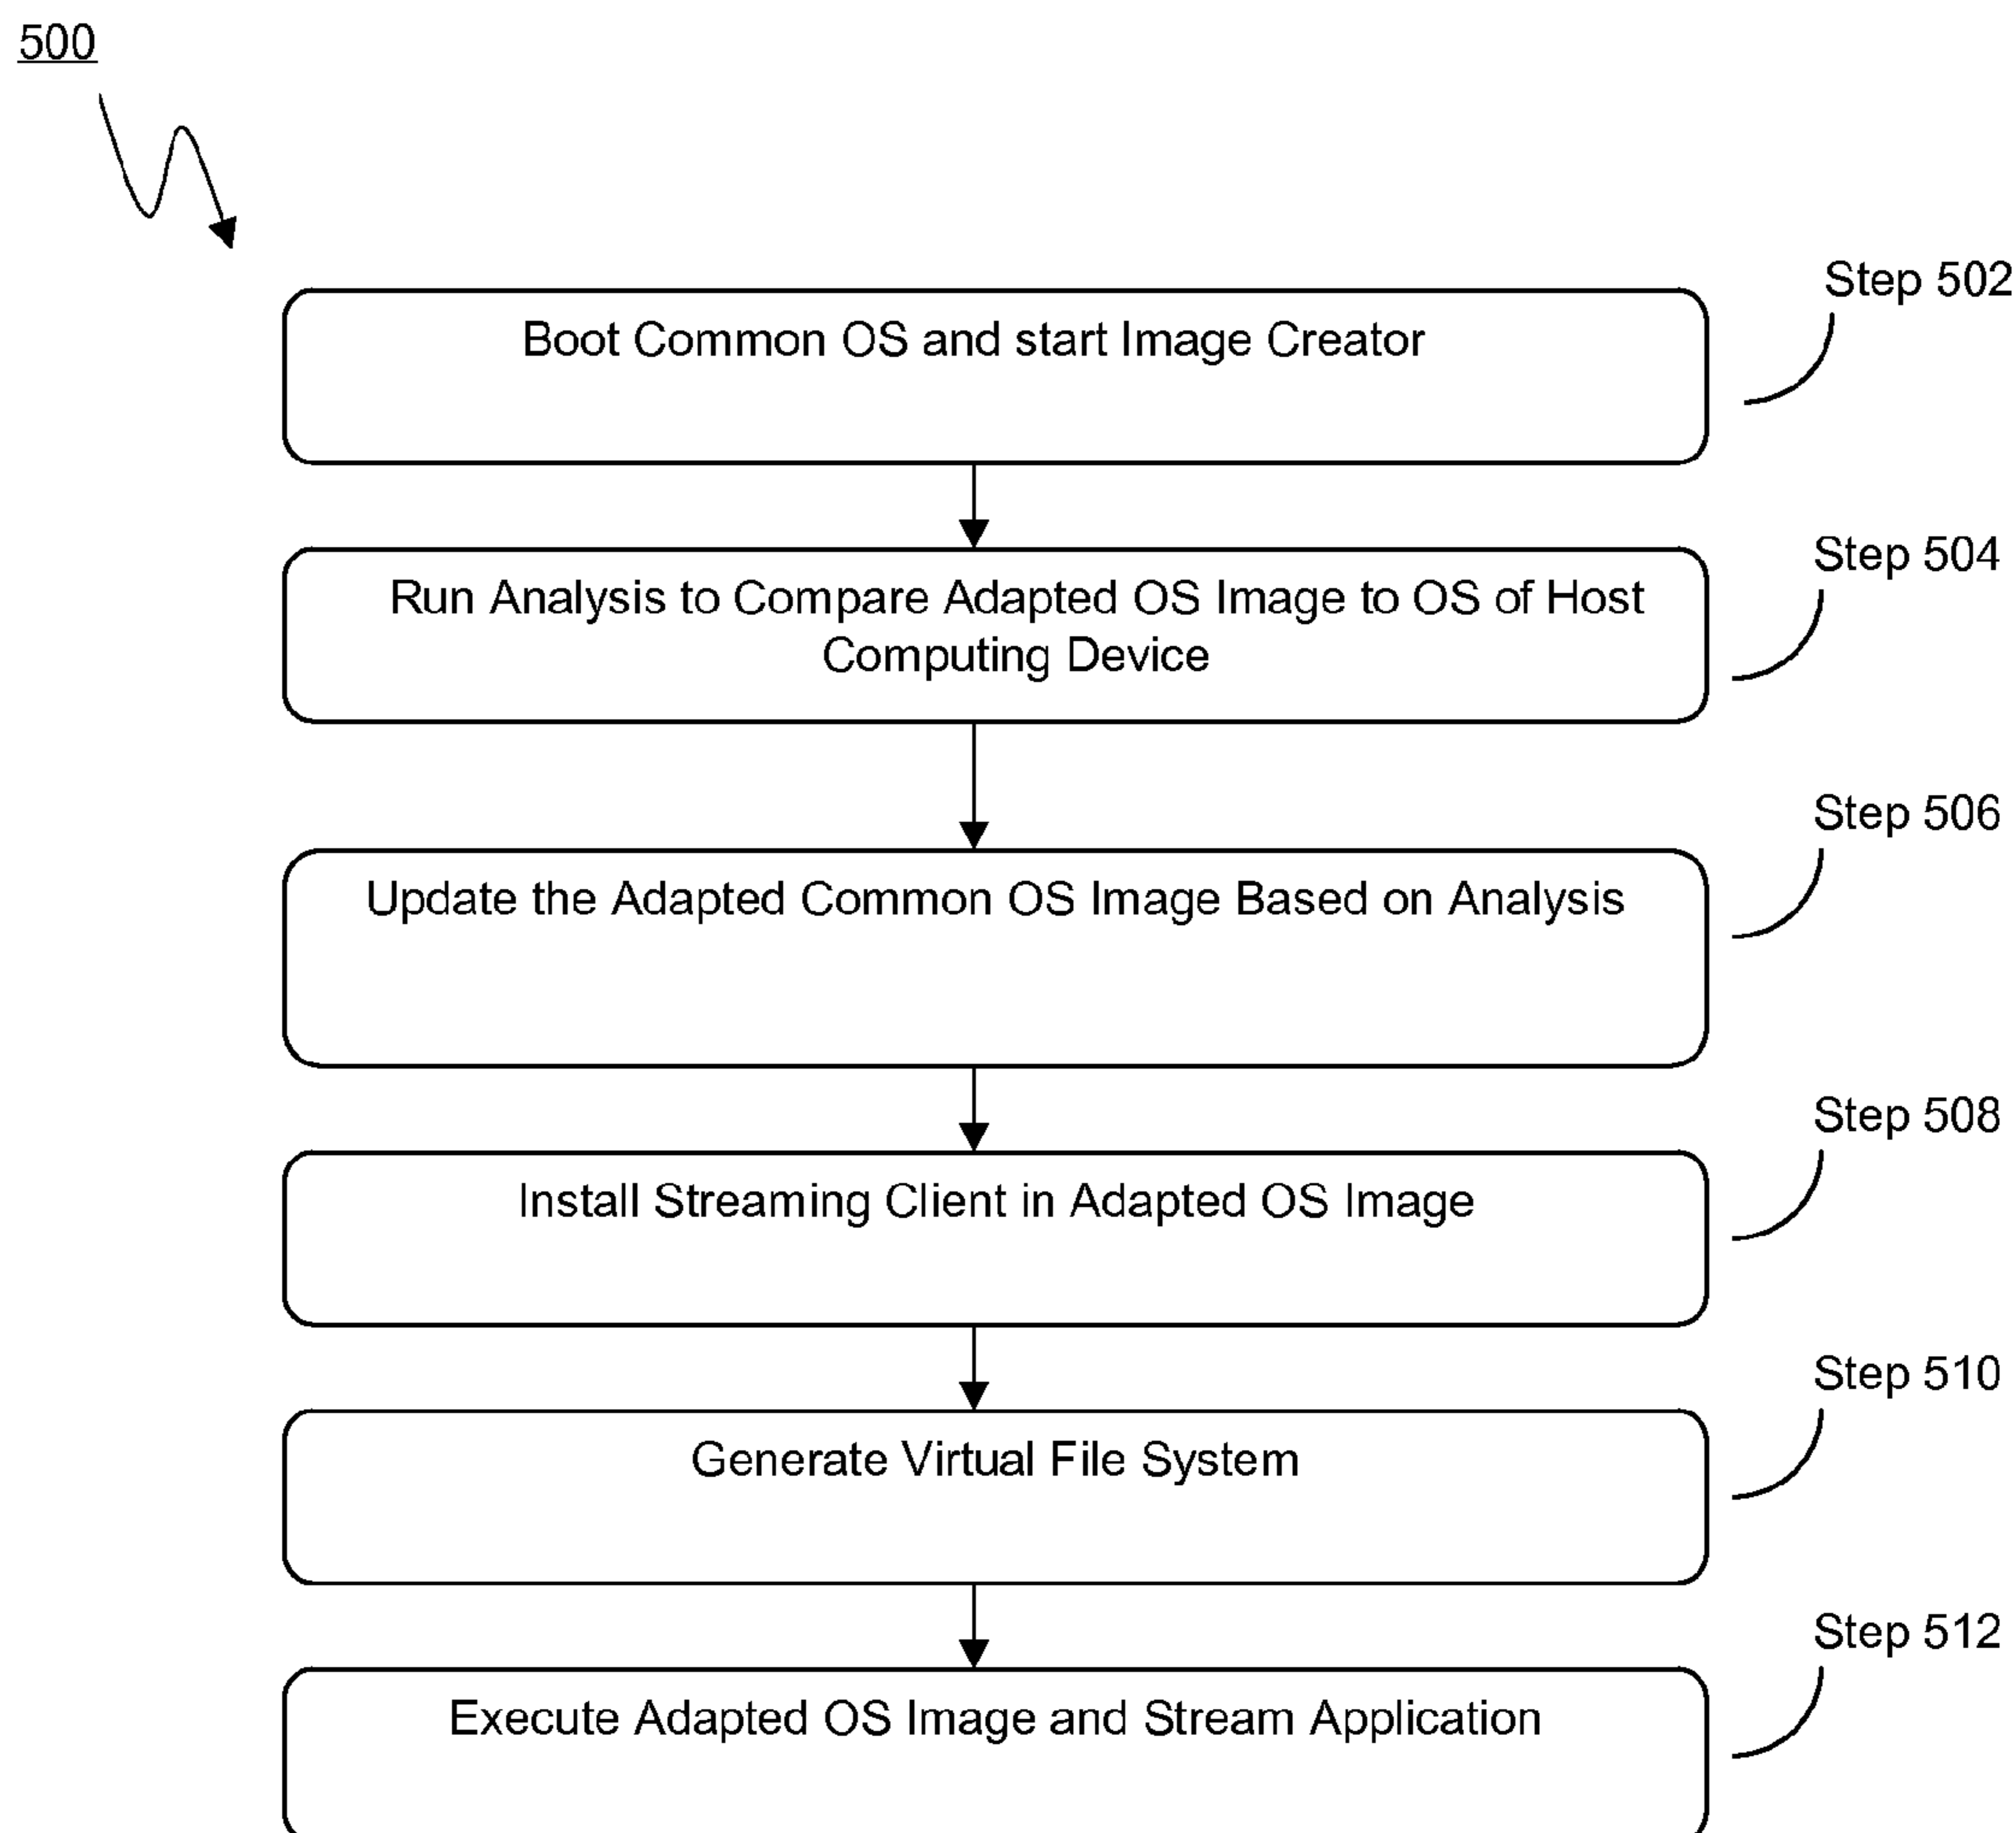 500
Step 502
Boot Common OS and start Image Creator
Step 504
Run Analysis to Compare Adapted OS Image to OS of Host
Computing Device
Step 506
Update the Adapted Common OS Image Based on Analysis
Step 508
Install Streaming Client in Adapted OS Image
Step 510
Generate Virtual File System
Step 512
Execute Adapted OS Image and Stream Application